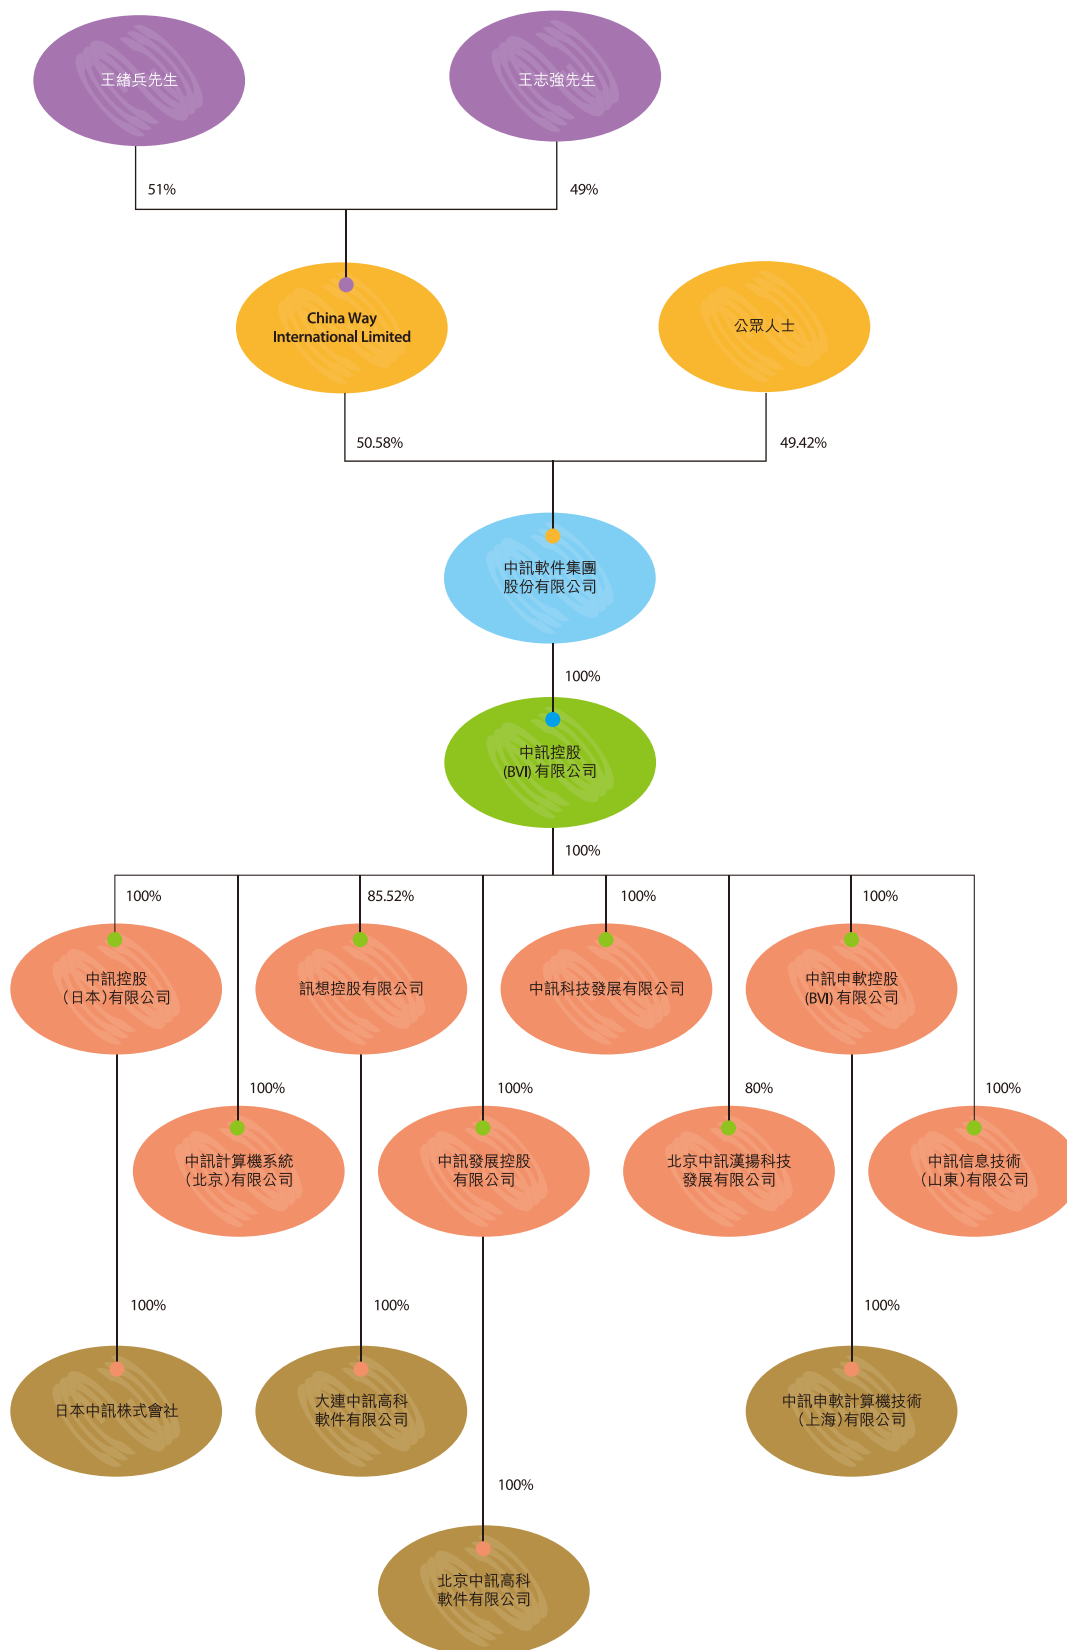 王緒兵先生
王志強先生
51%
49%
China Way
International Limited
公眾人士
50.58%
49.42%
中訊軟件集團
股份有限公司
100%
中訊控股
(BVI) 有限公司
100%
100%
85.52%
100%
100%
中訊控股
（日本）有限公司
訊想控股有限公司
中訊科技發展有限公司
中訊申軟控股
(BVI) 有限公司
100%
100%
80%
100%
中訊計算機系統
（北京）有限公司
中訊發展控股
有限公司
北京中訊漢揚科技
發展有限公司
中訊信息技術
（山東）有限公司
100%
100%
100%
日本中訊株式會社
大連中訊高科
軟件有限公司
中訊申軟計算機技術
（上海）有限公司
100%
北京中訊高科
軟件有限公司